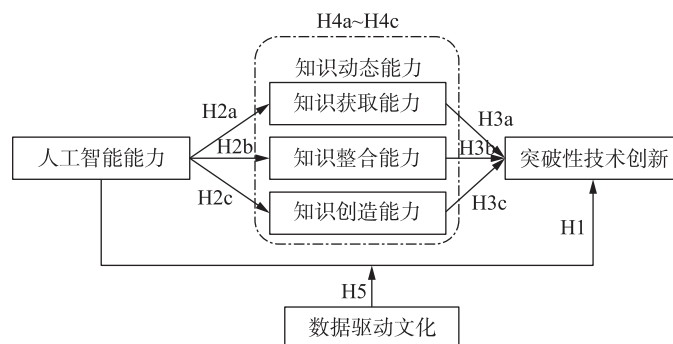 H4a~H4c
知识动态能力
知识获取能力
H2a
H3a
人工智能能力
H2b
知识整合能力
H3b
突破性技术创新
H2c
知识创造能力
H3c
H1
H5
数据驱动文化